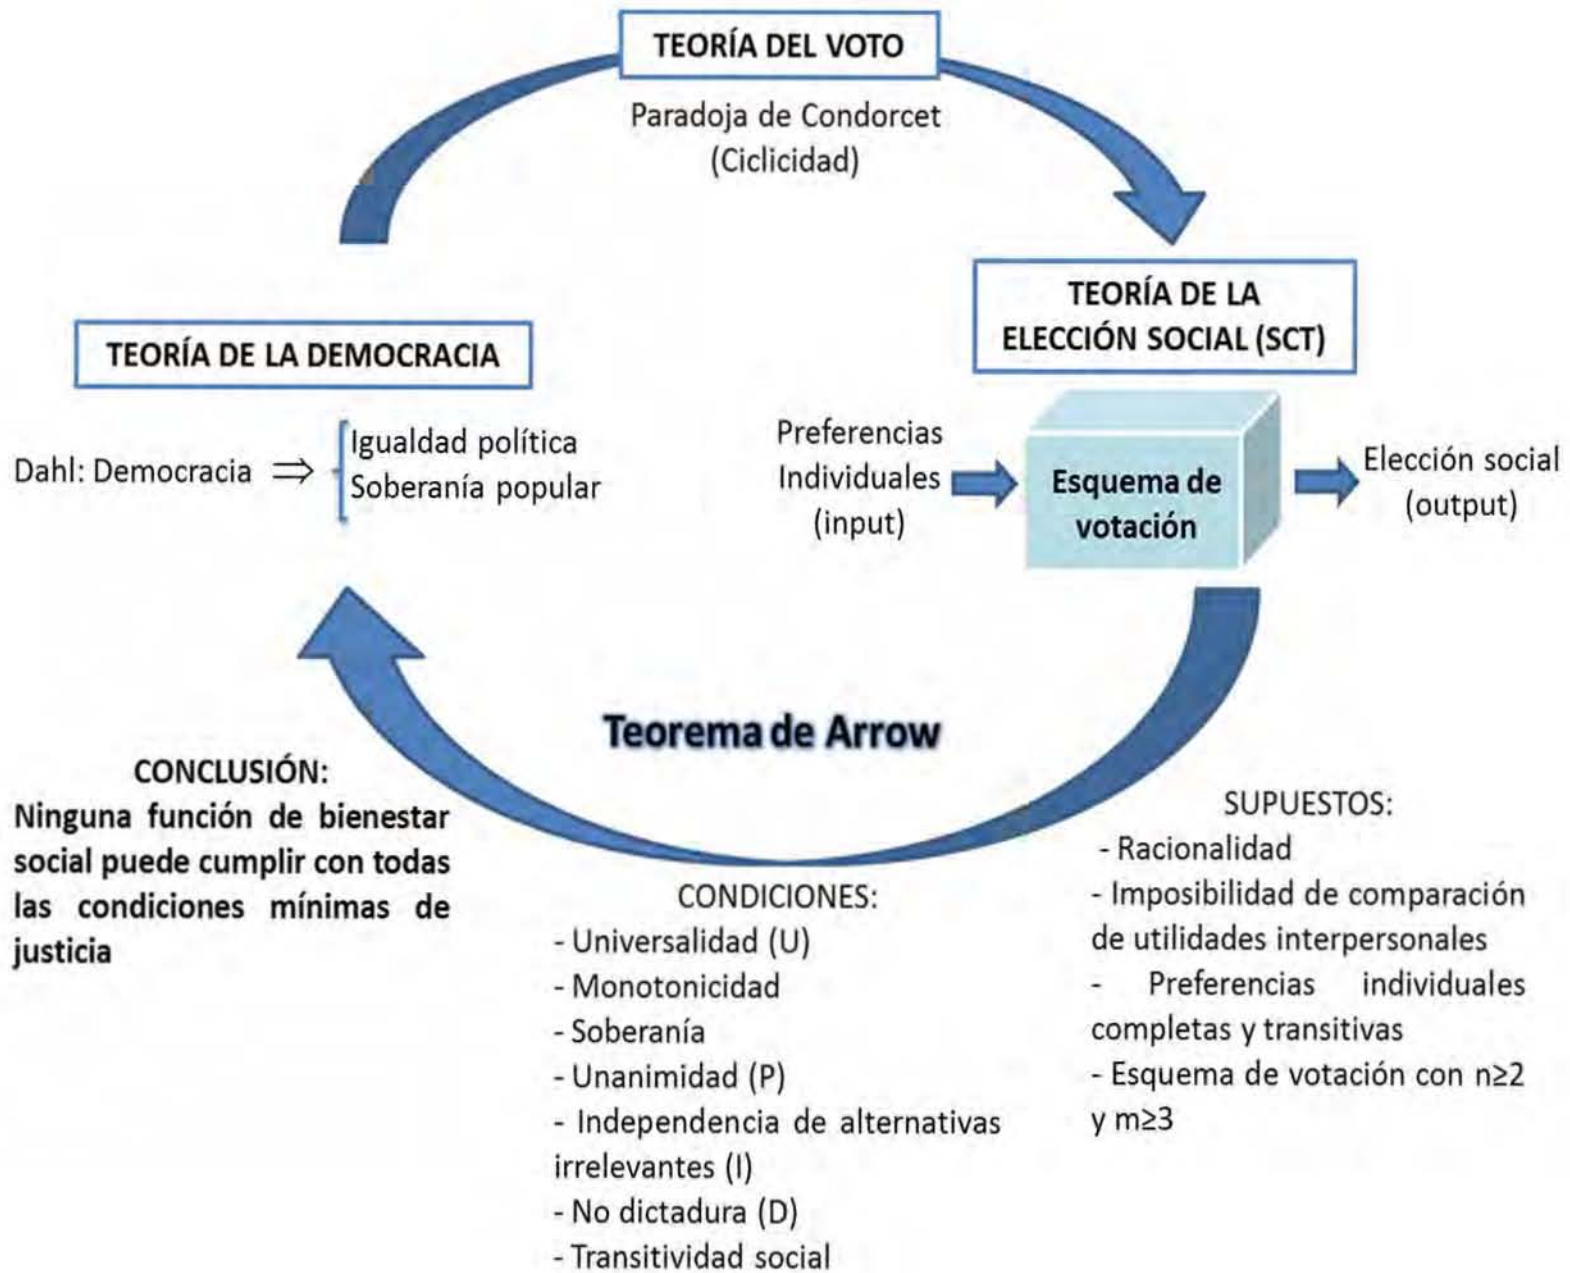 TEORÍA DEL VOTO
Paradoja de Condorcet
(Ciclicidad)
TEORÍA DE LA
ELECCIÓN SOCIAL (SCT)
TEORÍA DE LA DEMOCRACIA
Dahl: Democracia ⇒
Igualdad política
Soberanía popular
Preferencias
Individuales
(input)
Esquema de
votación
Elección social
(output)
Teorema de Arrow
CONCLUSIÓN:
Ninguna función de bienestar
social puede cumplir con todas
las condiciones mínimas de
justicia
CONDICIONES:
- Universalidad (U)
- Monotonicidad
- Soberanía
- Unanimidad (P)
- Independencia de alternativas
irrelevantes (I)
- No dictadura (D)
- Transitividad social
SUPUESTOS:
- Racionalidad
- Imposibilidad de comparación
de utilidades interpersonales
- Preferencias individuales
completas y transitivas
- Esquema de votación con n≥2
y m≥3